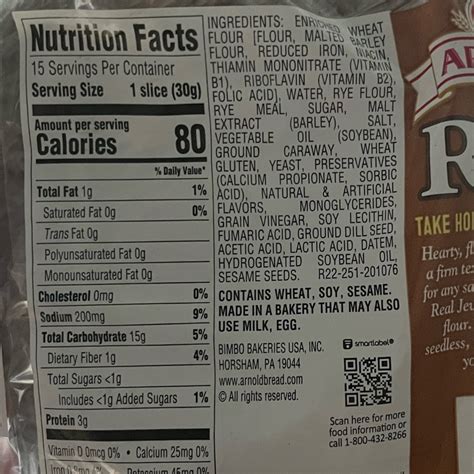 Nutrition Facts
15 Servings Per Container
Serving Size 1 slice (30g)
Amount per serving
Calories 80
% Daily Value*
Total Fat 1g 1%
Saturated Fat 0g 0%
Trans Fat 0g
Polyunsaturated Fat 0g
Monounsaturated Fat 0g
Cholesterol 0mg 0%
Sodium 200mg 9%
Total Carbohydrate 15g 5%
Dietary Fiber 1g 4%
Total Sugars <1g
Includes <1g Added Sugars 1%
Protein 3g
Vitamin D 0mcg 0% • Calcium 25mg 0%
INGREDIENTS: ENRICHED WHEAT
FLOUR [FLOUR, MALTED BARLEY
FLOUR, REDUCED IRON, NIACIN,
THIAMIN MONONITRATE (VITAMIN
B1), RIBOFLAVIN (VITAMIN B2),
FOLIC ACID], WATER, RYE FLOUR,
RYE MEAL, SUGAR, MALT
EXTRACT (BARLEY), SALT,
VEGETABLE OIL (SOYBEAN),
GROUND CARAWAY, WHEAT
GLUTEN, YEAST, PRESERVATIVES
(CALCIUM PROPIONATE, SORBIC
ACID), NATURAL & ARTIFICIAL
FLAVORS, MONOGLYCERIDES,
GRAIN VINEGAR, SOY LECITHIN,
FUMARIC ACID, GROUND DILL SEED,
ACETIC ACID, LACTIC ACID, DATEM,
HYDROGENATED SOYBEAN OIL,
SESAME SEEDS. R22-251-201076
CONTAINS WHEAT, SOY, SESAME.
MADE IN A BAKERY THAT MAY ALSO
USE MILK, EGG.
BIMBO BAKERIES USA, INC.
HORSHAM, PA 19044
www.arnoldbread.com
© All rights reserved.
smartlabel
Scan here for more
food information or
call 1-800-432-8266
R
TAKE
Hearty,
a firm
for any
Real
flour,
seedless,